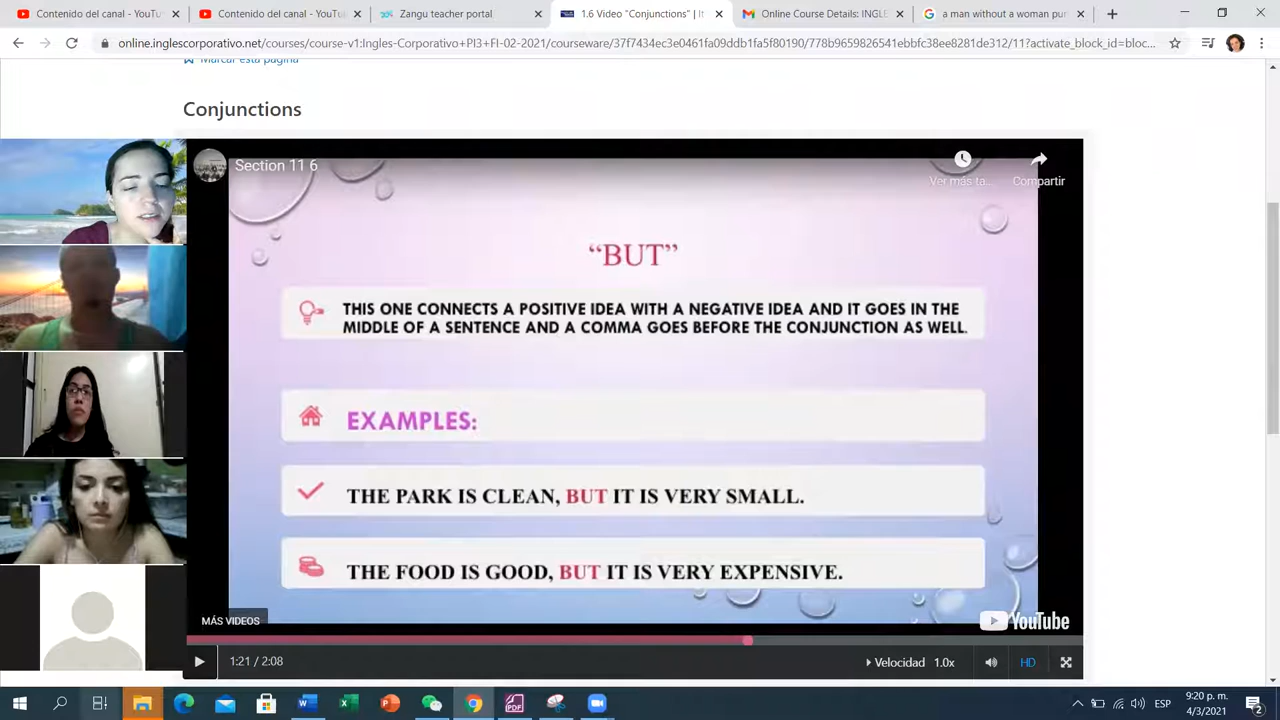 Contenido del canal - YouTu
Contenido del canal - YouTul
Zangu teacher portal
1.6 Video "Conjunctions" | It
Online Course Details: INGLE
a man without a woman pun
online.inglescorporativo.net/courses/course-v1:Ingles-Corporativo+PI3+FI-02-2021/courseware/37f7434ec3e0461fa09ddb1fa5f80190/778b9659826541ebbfc38ee8281de312/11?activate_block_id=bloc...
Marcar esta página
Conjunctions
Section 11 6
Ver más ta...
Compartir
“BUT”
THIS ONE CONNECTS A POSITIVE IDEA WITH A NEGATIVE IDEA AND IT GOES IN THE
MIDDLE OF A SENTENCE AND A COMMA GOES BEFORE THE CONJUNCTION AS WELL.
EXAMPLES:
THE PARK IS CLEAN, BUT IT IS VERY SMALL.
THE FOOD IS GOOD, BUT IT IS VERY EXPENSIVE.
MÁS VIDEOS
YouTube
1:21 / 2:08
Velocidad 1.0x
HD
ESP
9:20 p. m.
4/3/2021
2